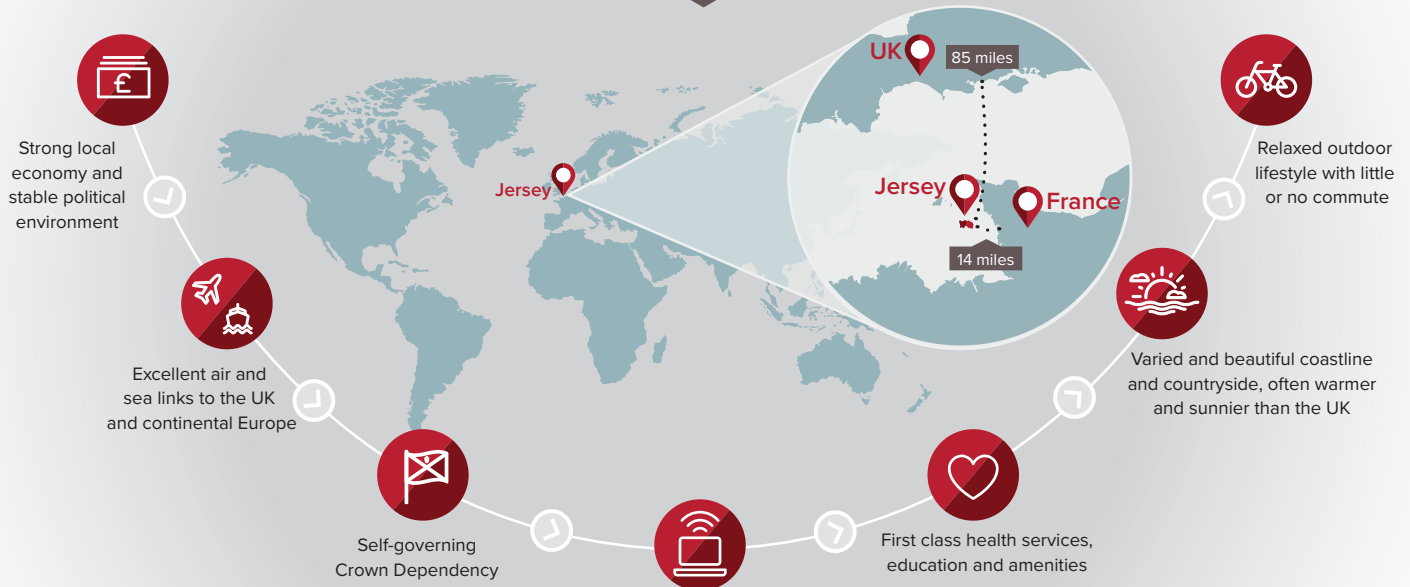 £
Strong local
economy and
stable political
environment
Excellent air and
sea links to the UK
and continental Europe
Self-governing
Crown Dependency
First class health services,
education and amenities
Varied and beautiful coastline
and countryside, often warmer
and sunnier than the UK
Relaxed outdoor
lifestyle with little
or no commute
Jersey
UK
85 miles
Jersey
France
14 miles